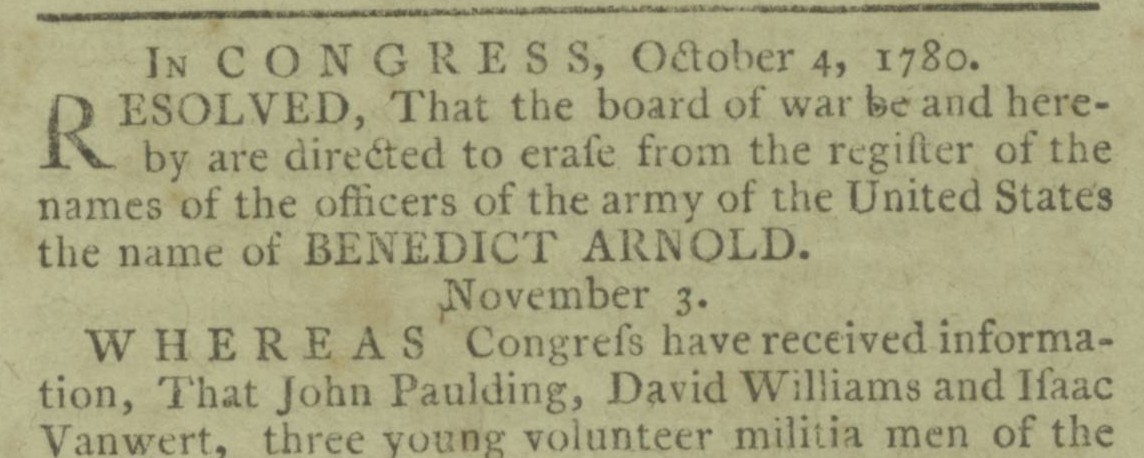 In CONGRESS, October 4, 1780.
RESOLVED, That the board of war be and here-
by are directed to eraſe from the regiſter of the
names of the officers of the army of the United States
the name of BENEDICT ARNOLD.
November 3.
WHEREAS Congreſs have received informa-
tion, That John Paulding, David Williams and Iſaac
Vanwert, three young volunteer militia men of the